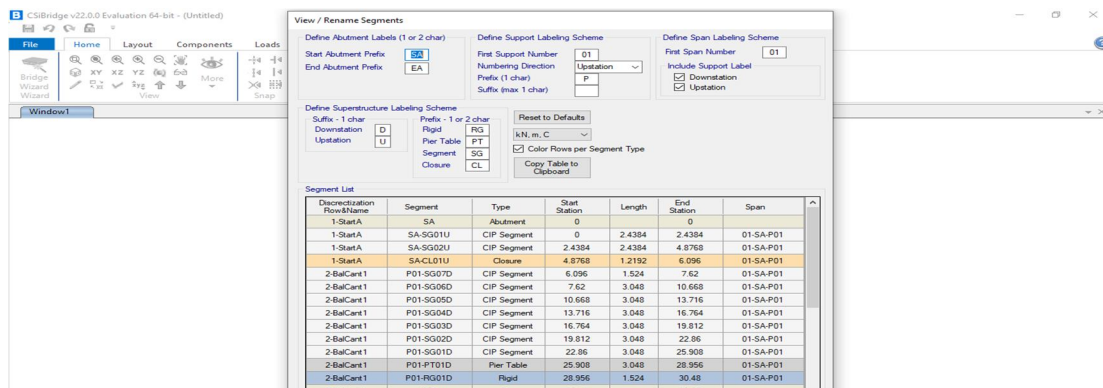 CSiBridge v22.0.0 Evaluation 64-bit - (Untitled)
File Home Layout Components Loads
Bridge Wizard
XY XZ YZ
More
Wizard View Snap
Window1
View / Rename Segments
Define Abutment Labels (1 or 2 char)
Start Abutment Prefix SA
End Abutment Prefix EA
Define Support Labeling Scheme
First Support Number 01
Numbering Direction Upstation
Prefix (1 char) P
Suffix (max 1 char)
Define Span Labeling Scheme
First Span Number 01
Include Support Label
Downstation
Upstation
Define Superstructure Labeling Scheme
Suffix - 1 char
Downstation D
Upstation U
Prefix - 1 or 2 char
Rigid RG
Pier Table PT
Segment SG
Closure CL
Reset to Defaults
kN, m, C
Color Rows per Segment Type
Copy Table to
Clipboard
Segment List
Discrectization Row&Name Segment Type Start Station Length End Station Span
1-StartA SA Abutment 0 0
1-StartA SA-SG01U CIP Segment 0 2.4384 2.4384 01-SA-P01
1-StartA SA-SG02U CIP Segment 2.4384 2.4384 4.8768 01-SA-P01
1-StartA SA-CL01U Closure 4.8768 1.2192 6.096 01-SA-P01
2-BalCant1 P01-SG07D CIP Segment 6.096 1.524 7.62 01-SA-P01
2-BalCant1 P01-SG06D CIP Segment 7.62 3.048 10.668 01-SA-P01
2-BalCant1 P01-SG05D CIP Segment 10.668 3.048 13.716 01-SA-P01
2-BalCant1 P01-SG04D CIP Segment 13.716 3.048 16.764 01-SA-P01
2-BalCant1 P01-SG03D CIP Segment 16.764 3.048 19.812 01-SA-P01
2-BalCant1 P01-SG02D CIP Segment 19.812 3.048 22.86 01-SA-P01
2-BalCant1 P01-SG01D CIP Segment 22.86 3.048 25.908 01-SA-P01
2-BalCant1 P01-PT01D Pier Table 25.908 3.048 28.956 01-SA-P01
2-BalCant1 P01-RG01D Rigid 28.956 1.524 30.48 01-SA-P01